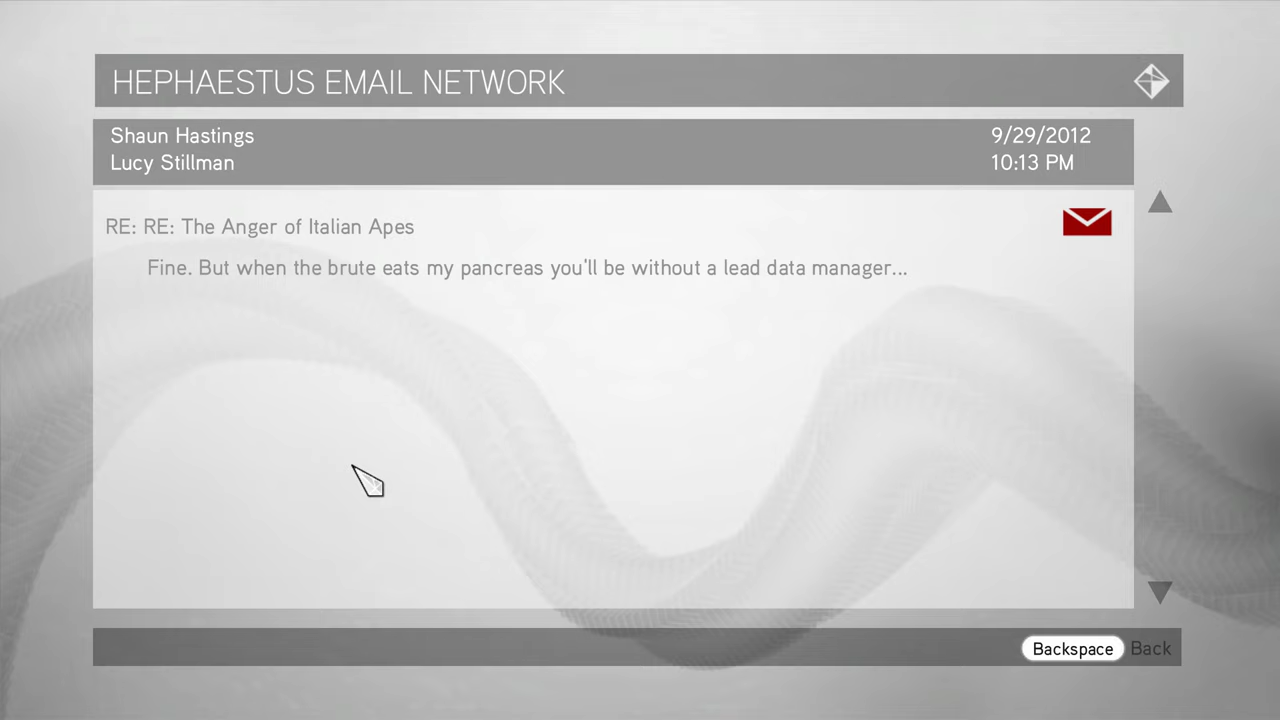 HEPHAESTUS EMAIL NETWORK
Shaun Hastings
9/29/2012
Lucy Stillman
10:13 PM
RE: RE: The Anger of Italian Apes
Fine. But when the brute eats my pancreas you'll be without a lead data manager...
Backspace Back